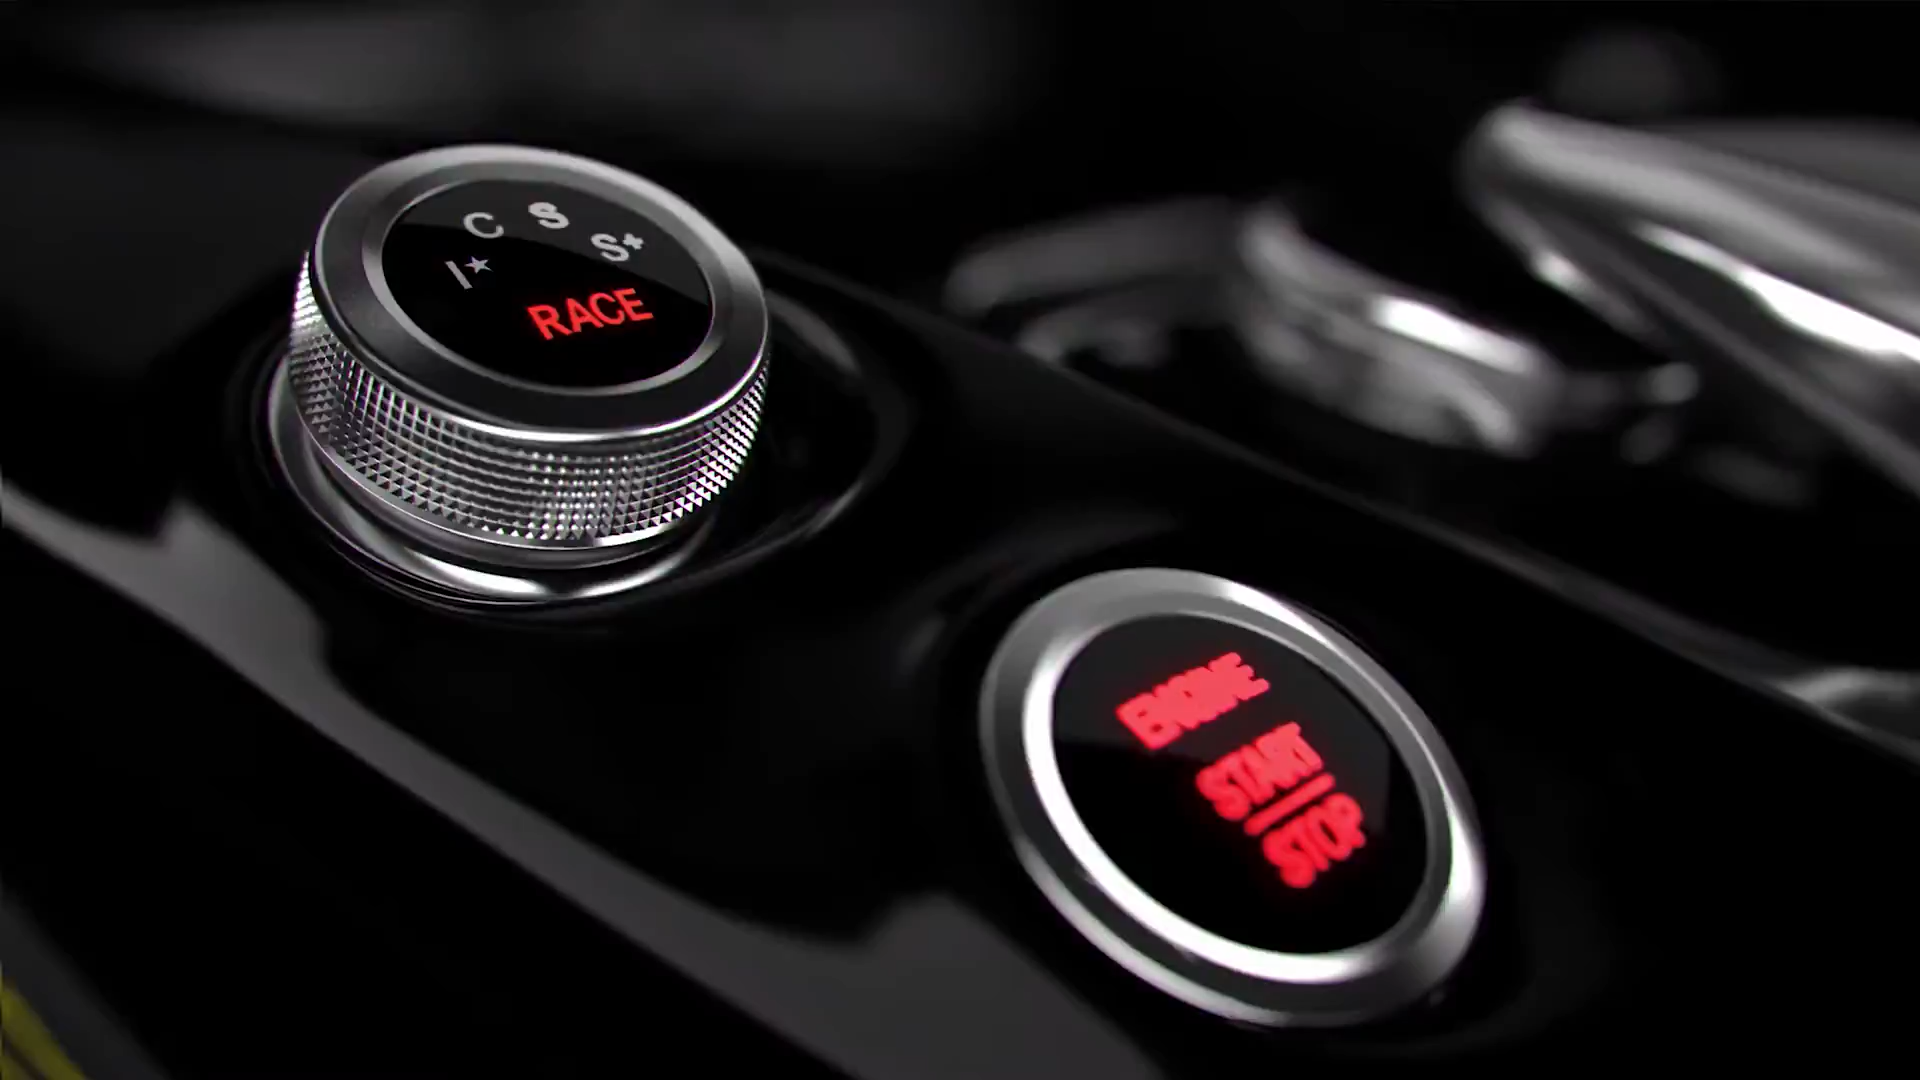 C S S+
I★
RACE
ENGINE
START
STOP